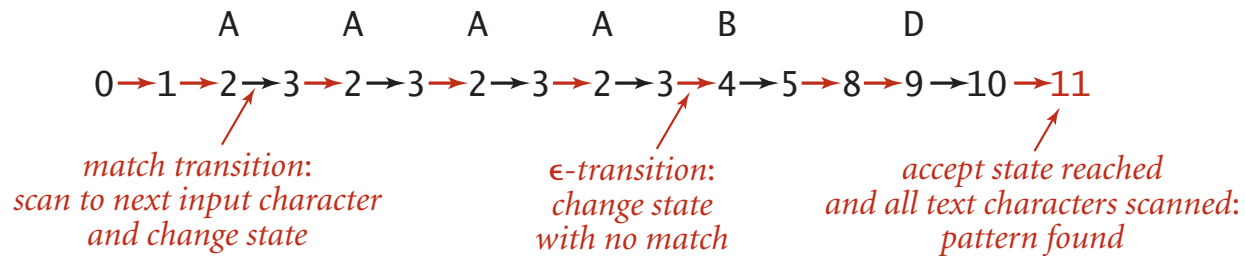 A A A A B D
0 1 2 3 2 3 2 3 2 3 4 5 8 9 10 11
match transition:
scan to next input character
and change state
ϵ-transition:
change state
with no match
accept state reached
and all text characters scanned:
pattern found